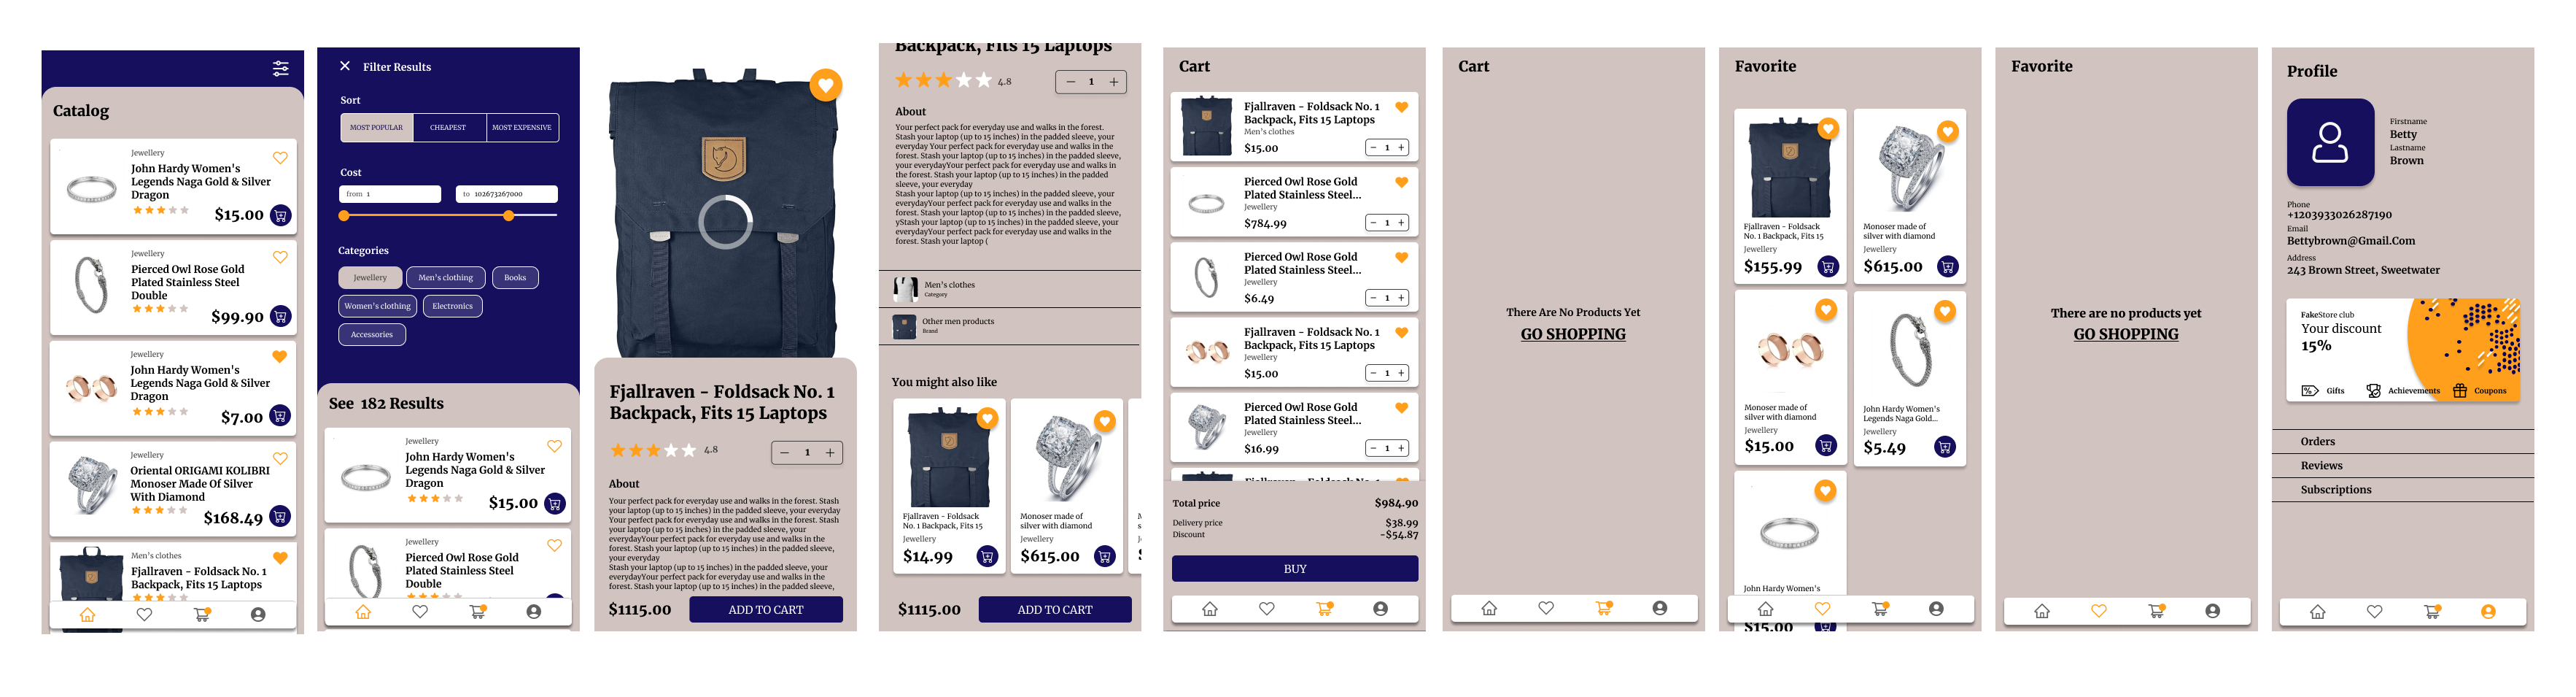 Catalog
Jewellery
John Hardy Women's
Legends Naga Gold & Silver
Dragon
$15.00
Jewellery
Pierced Owl Rose Gold
Plated Stainless Steel
Double
$99.90
Jewellery
John Hardy Women's
Legends Naga Gold & Silver
Dragon
$7.00
Jewellery
Oriental ORIGAMI KOLIBRI
Monoser Made Of Silver
With Diamond
$168.49
Men's clothes
Fjallraven - Foldsack No. 1
Backpack, Fits 15 Laptops
Filter Results
Sort
MOST POPULAR
CHEAPEST
MOST EXPENSIVE
Cost
from 1
to 102673267000
Categories
Jewellery
Men's clothing
Books
Women's clothing
Electronics
Accessories
See 182 Results
Jewellery
John Hardy Women's
Legends Naga Gold & Silver
Dragon
$15.00
Jewellery
Pierced Owl Rose Gold
Plated Stainless Steel
Double
Fjallraven - Foldsack No. 1
Backpack, Fits 15 Laptops
4.8
1
About
Your perfect pack for everyday use and walks in the forest. Stash
your laptop (up to 15 inches) in the padded sleeve, your everyday
Your perfect pack for everyday use and walks in the forest. Stash
your laptop (up to 15 inches) in the padded sleeve, your
everydayYour perfect pack for everyday use and walks in the
forest. Stash your laptop (up to 15 inches) in the padded sleeve,
your everyday
Stash your laptop (up to 15 inches) in the padded sleeve, your
everydayYour perfect pack for everyday use and walks in the
forest. Stash your laptop (up to 15 inches) in the padded sleeve,
$1115.00
ADD TO CART
Backpack, Fits 15 Laptops
4.8
1
About
Your perfect pack for everyday use and walks in the forest.
Stash your laptop (up to 15 inches) in the padded sleeve, your
everyday Your perfect pack for everyday use and walks in the
forest. Stash your laptop (up to 15 inches) in the padded sleeve,
your everydayYour perfect pack for everyday use and walks in
the forest. Stash your laptop (up to 15 inches) in the padded
sleeve, your everyday
Stash your laptop (up to 15 inches) in the padded sleeve, your
everydayYour perfect pack for everyday use and walks in the
forest. Stash your laptop (up to 15 inches) in the padded sleeve,
yStash your laptop (up to 15 inches) in the padded sleeve, your
everydayYour perfect pack for everyday use and walks in the
forest. Stash your laptop (
Men's clothes
Category
Other men products
Brand
You might also like
Fjallraven - Foldsack
No. 1 Backpack, Fits 15
Jewellery
$14.99
Monoser made of
silver with diamond
Jewellery
$615.00
$1115.00
ADD TO CART
Cart
Fjallraven - Foldsack No. 1
Backpack, Fits 15 Laptops
Men's clothes
$15.00
1
Pierced Owl Rose Gold
Plated Stainless Steel...
Jewellery
$784.99
1
Pierced Owl Rose Gold
Plated Stainless Steel...
Jewellery
$6.49
1
Fjallraven - Foldsack No. 1
Backpack, Fits 15 Laptops
Jewellery
$15.00
1
Pierced Owl Rose Gold
Plated Stainless Steel...
Jewellery
$16.99
1
Total price
$984.90
Delivery price
$38.99
Discount
-$54.87
BUY
Cart
There Are No Products Yet
GO SHOPPING
Favorite
Fjallraven - Foldsack
No. 1 Backpack, Fits 15
Jewellery
$155.99
Monoser made of
silver with diamond
Jewellery
$615.00
Monoser made of
silver with diamond
Jewellery
$15.00
John Hardy Women's
Legends Naga Gold...
Jewellery
$5.49
John Hardy Women's
$15.00
Favorite
There are no products yet
GO SHOPPING
Profile
Firstname
Betty
Lastname
Brown
Phone
+1203933026287190
Email
Bettybrown@Gmail.Com
Address
243 Brown Street, Sweetwater
FakeStore club
Your discount
15%
Gifts
Achievements
Coupons
Orders
Reviews
Subscriptions